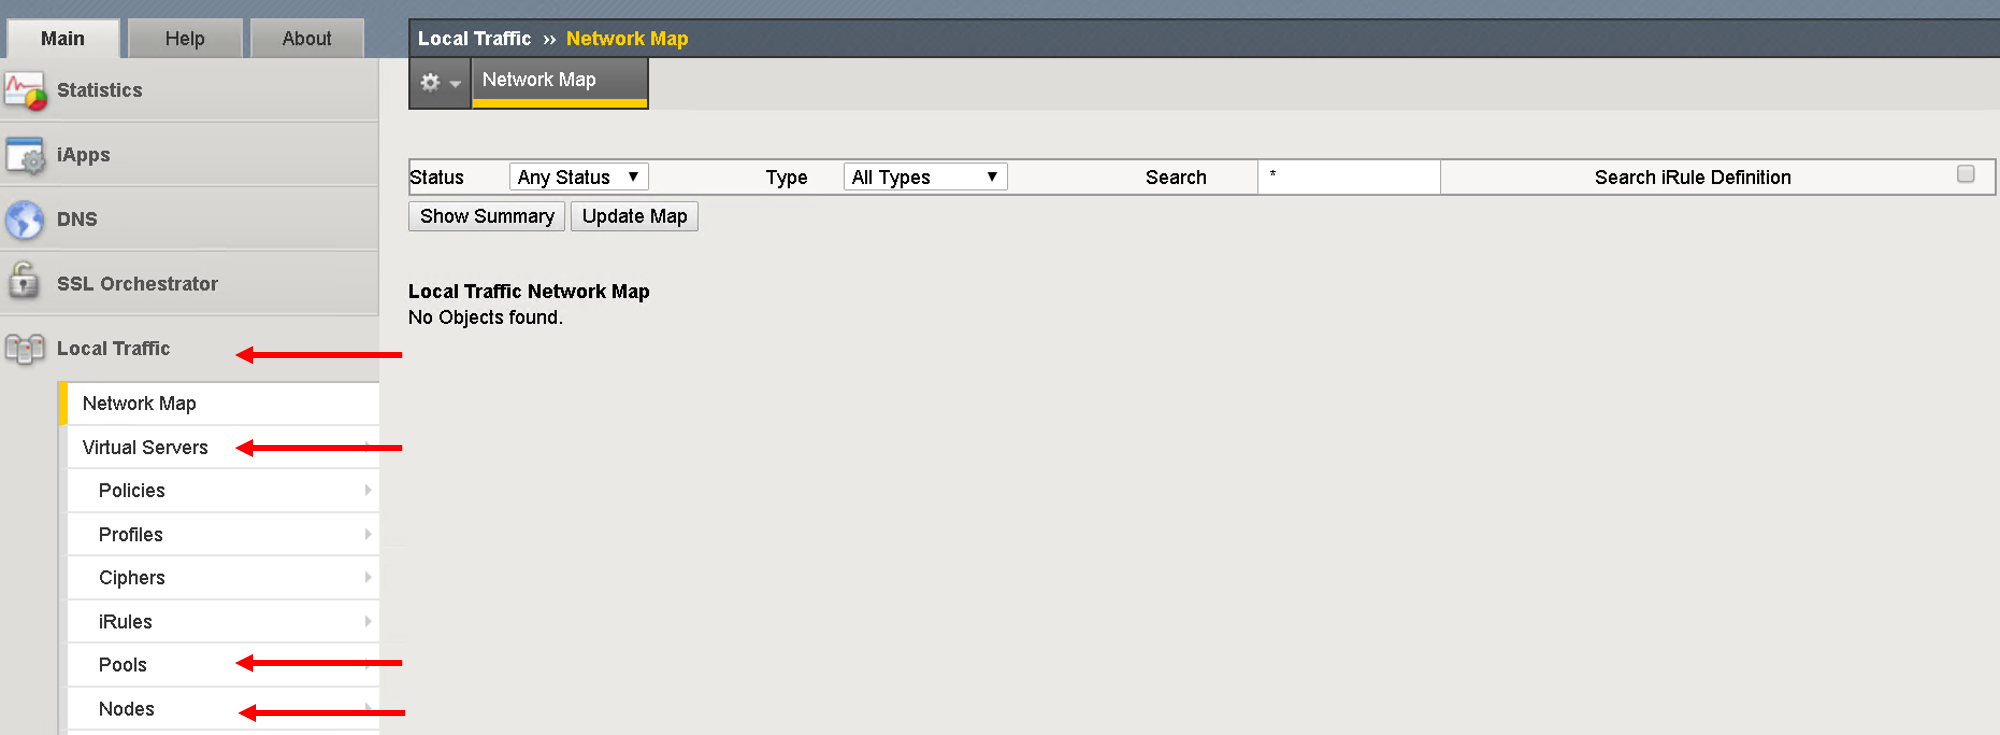 Main Help About
Local Traffic ›› Network Map
Network Map
Statistics
iApps
DNS
SSL Orchestrator
Local Traffic
Network Map
Virtual Servers
Policies
Profiles
Ciphers
iRules
Pools
Nodes
Status Any Status Type All Types Search * Search iRule Definition
Show Summary Update Map
Local Traffic Network Map
No Objects found.